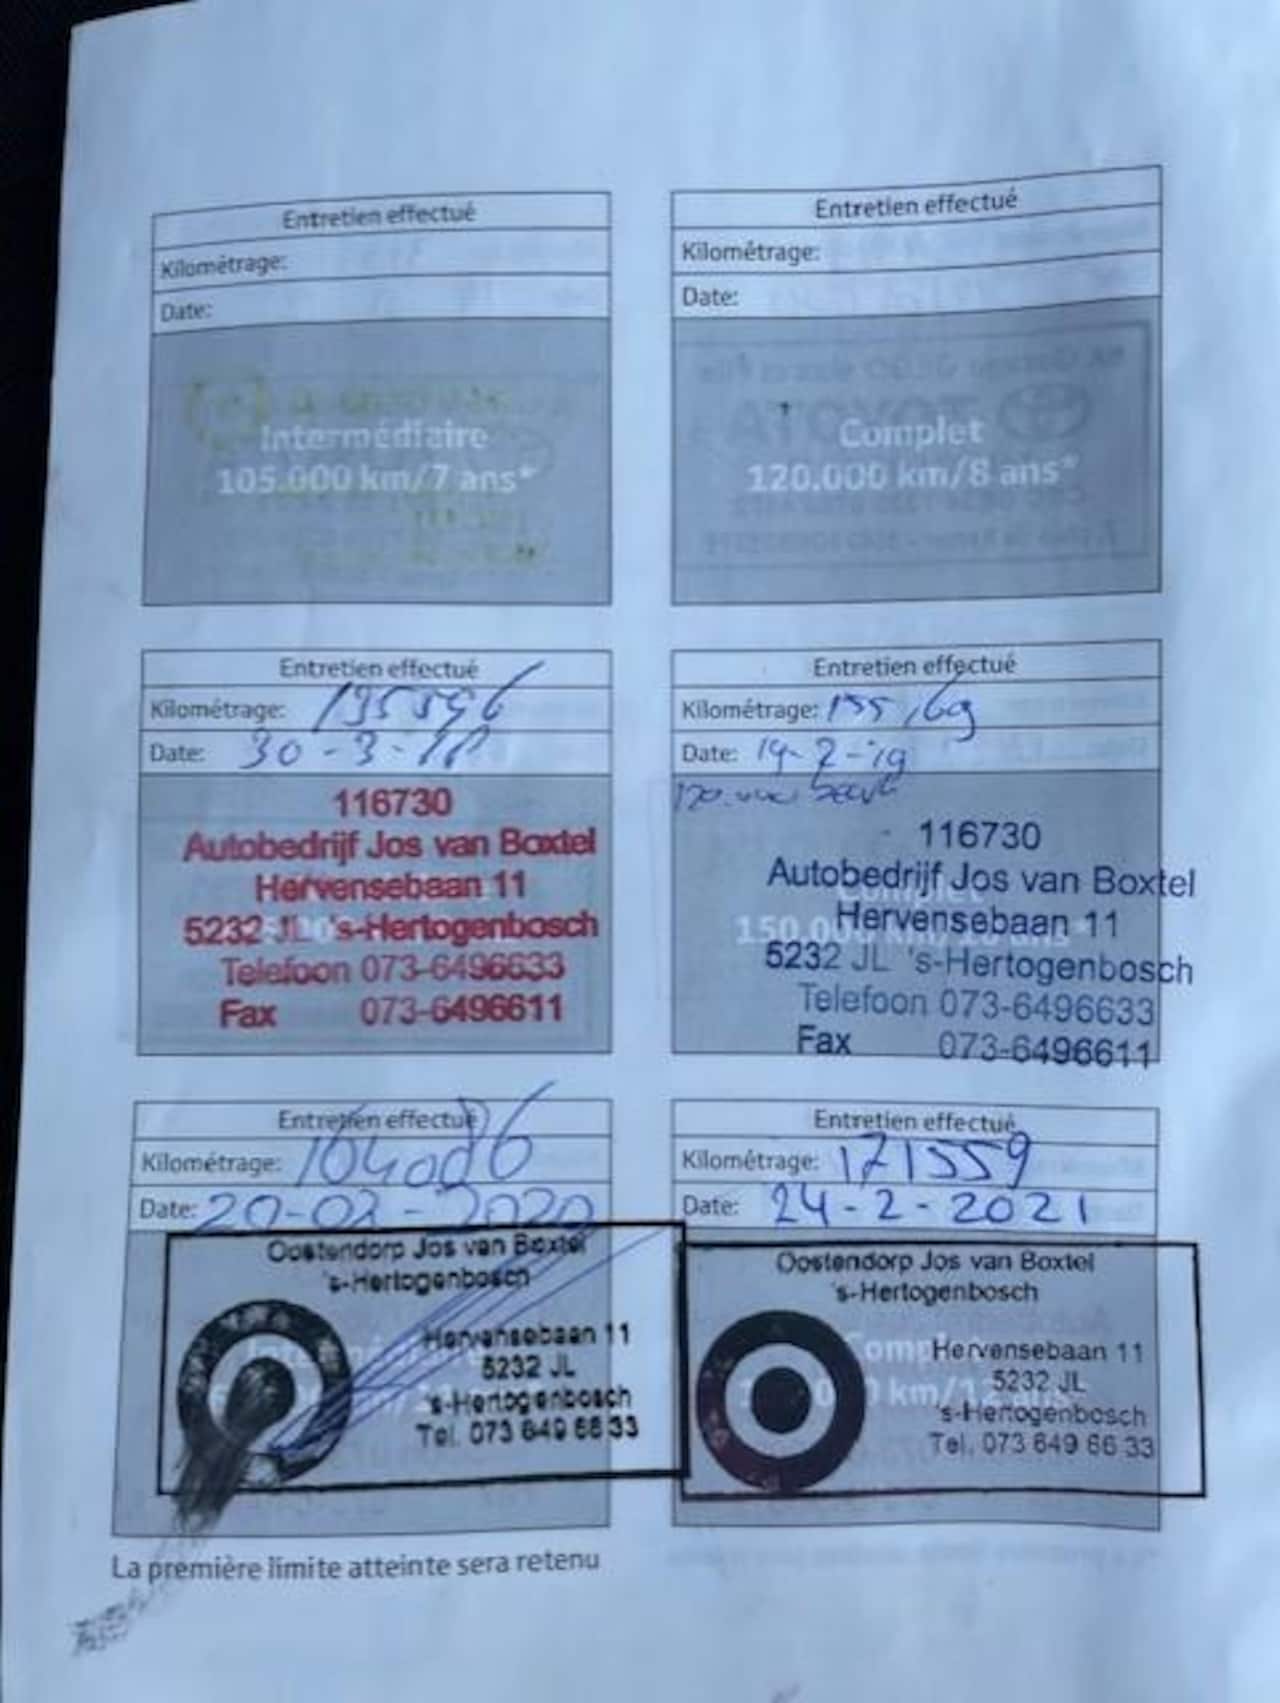 Entretien effectué
Kilométrage:
Date:
Intermédiaire
105.000 km/7 ans*
Entretien effectué
Kilométrage:
Date:
TOYOTA
Complet
120.000 km/8 ans*
Entretien effectué
Kilométrage: 135596
Date: 30-3-18
116730
Autobedrijf Jos van Boxtel
Hervensebaan 11
5232 JL 's-Hertogenbosch
Telefoon 073-6496633
Fax 073-6496611
Entretien effectué
Kilométrage: 155169
Date: 19-2-19
116730
Autobedrijf Jos van Boxtel
Hervensebaan 11
5232 JL 's-Hertogenbosch
Telefoon 073-6496633
Fax 073-6496611
Entretien effectué
Kilométrage: 164086
Date: 20-02-2020
Oostendorp Jos van Boxtel
's-Hertogenbosch
Hervensebaan 11
5232 JL
's-Hertogenbosch
Tel. 073 649 66 33
Entretien effectué
Kilométrage: 171559
Date: 24-2-2021
Oostendorp Jos van Boxtel
's-Hertogenbosch
Hervensebaan 11
5232 JL
's-Hertogenbosch
Tel. 073 649 66 33
La première limite atteinte sera retenu